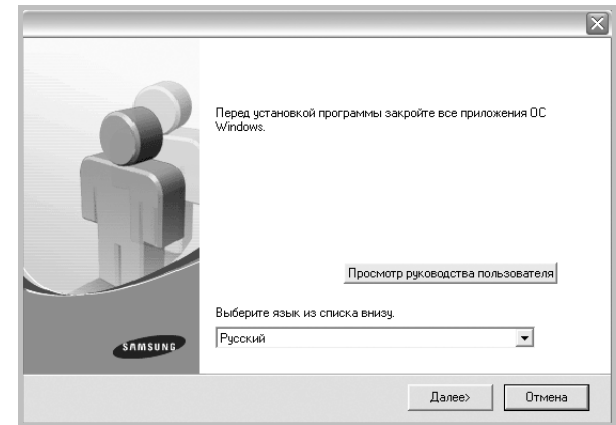 Перед установкой программы закройте все приложения ОС
Windows.
Просмотр руководства пользователя
Выберите язык из списка внизу.
Русский
SAMSUNG
Далее>
Отмена